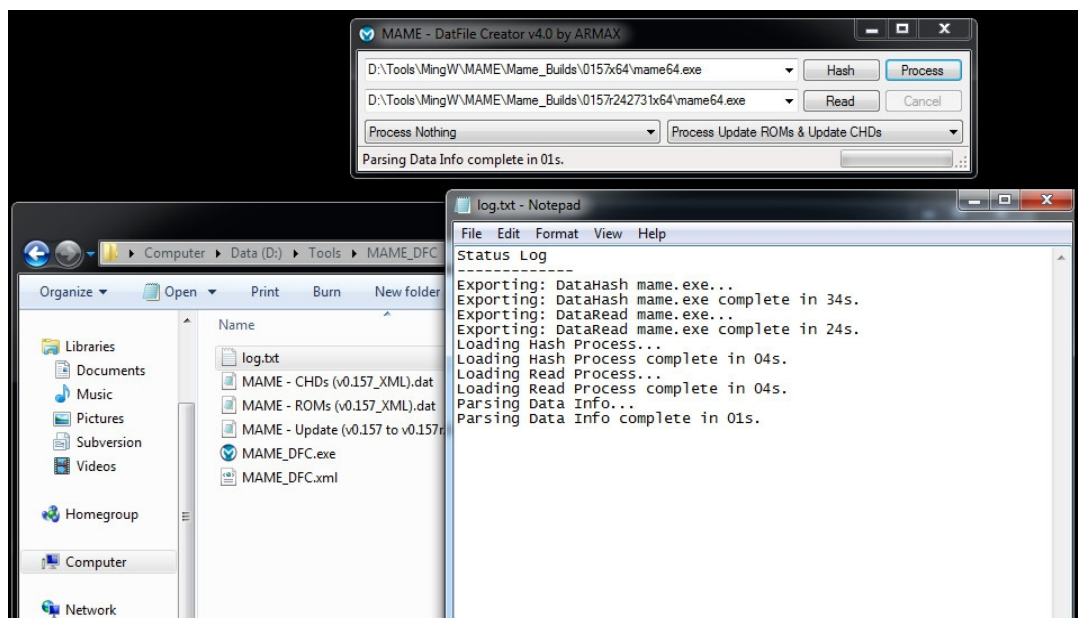 MAME - DatFile Creator v4.0 by ARMAX
D:\Tools\MingW\MAME\Mame_Builds\0157x64\mame64.exe
Hash
Process
D:\Tools\MingW\MAME\Mame_Builds\0157r242731x64\mame64.exe
Read
Cancel
Process Nothing
Process Update ROMs & Update CHDs
Parsing Data Info complete in 01s.
Computer
Data (D:)
Tools
MAME_DFC
Organize
Open
Print
Burn
New folder
Libraries
Documents
Music
Pictures
Subversion
Videos
Homegroup
Computer
Network
Name
log.txt
MAME - CHDs (v0.157_XML).dat
MAME - ROMs (v0.157_XML).dat
MAME - Update (v0.157 to v0.157r
MAME_DFC.exe
MAME_DFC.xml
log.txt - Notepad
File Edit Format View Help
Status Log
-------------
Exporting: DataHash mame.exe...
Exporting: DataHash mame.exe complete in 34s.
Exporting: DataRead mame.exe...
Exporting: DataRead mame.exe complete in 24s.
Loading Hash Process...
Loading Hash Process complete in 04s.
Loading Read Process...
Loading Read Process complete in 04s.
Parsing Data Info...
Parsing Data Info complete in 01s.